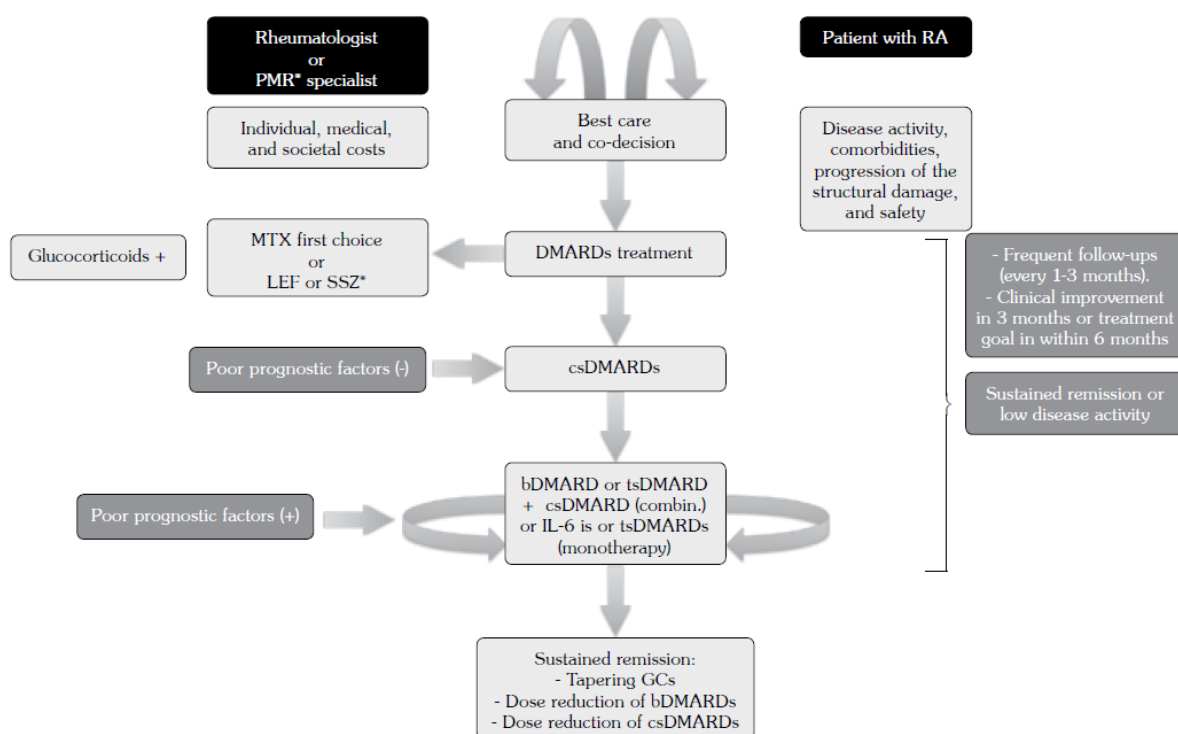 Rheumatologist
or
PMR* specialist
Patient with RA
Individual, medical,
and societal costs
Best care
and co-decision
Disease activity,
comorbidities,
progression of the
structural damage,
and safety
Glucocorticoids +
MTX first choice
or
LEF or SSZ*
DMARDs treatment
- Frequent follow-ups
(every 1-3 months).
- Clinical improvement
in 3 months or treatment
goal in within 6 months
Poor prognostic factors (-)
csDMARDs
Sustained remission or
low disease activity
Poor prognostic factors (+)
bDMARD or tsDMARD
+ csDMARD (combin.)
or IL-6 is or tsDMARDs
(monotherapy)
Sustained remission:
- Tapering GCs
- Dose reduction of bDMARDs
- Dose reduction of csDMARDs